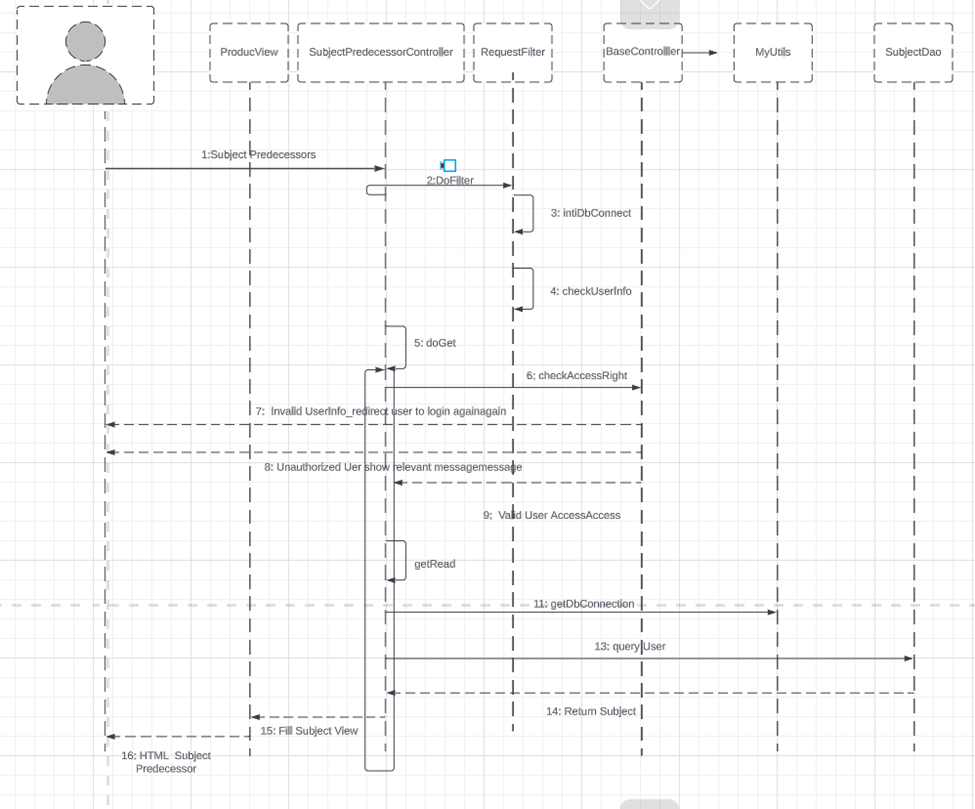 ProducView
SubjectPredecessorController
RequestFilter
BaseControlller
MyUtils
SubjectDao
1:Subject Predecessors
2:DoFilter
3: intiDbConnect
4: checkUserInfo
5: doGet
6: checkAccessRight
7: Invalid UserInfo_redirect user to login againagain
8: Unauthorized Uer show relevant messagemessage
9; Valid User AccessAccess
getRead
11: getDbConnection
13: query User
14: Return Subject
15: Fill Subject View
16: HTML Subject
Predecessor